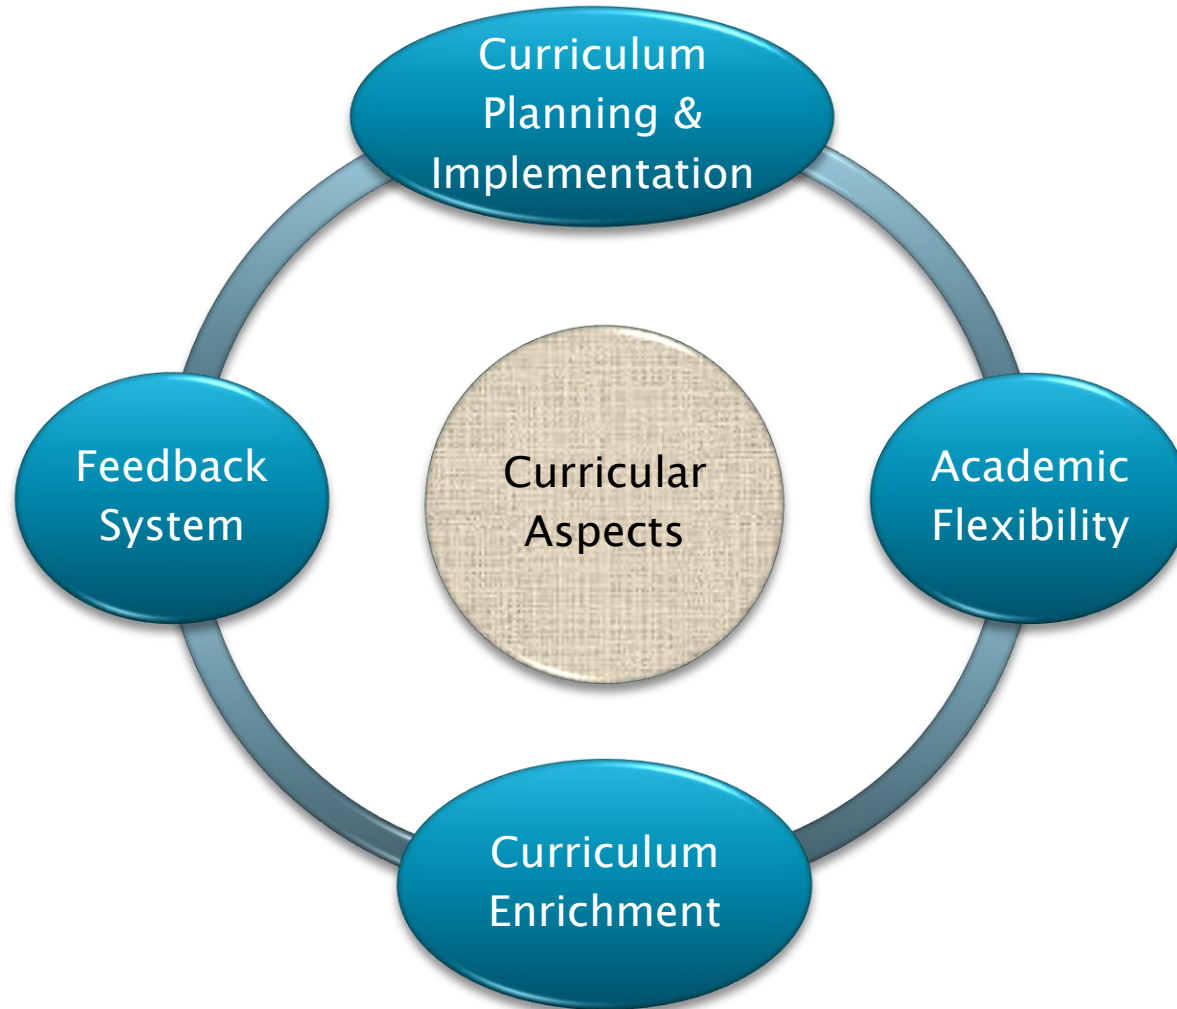 Curriculum
Planning &
Implementation
Feedback
System
Curricular
Aspects
Academic
Flexibility
Curriculum
Enrichment